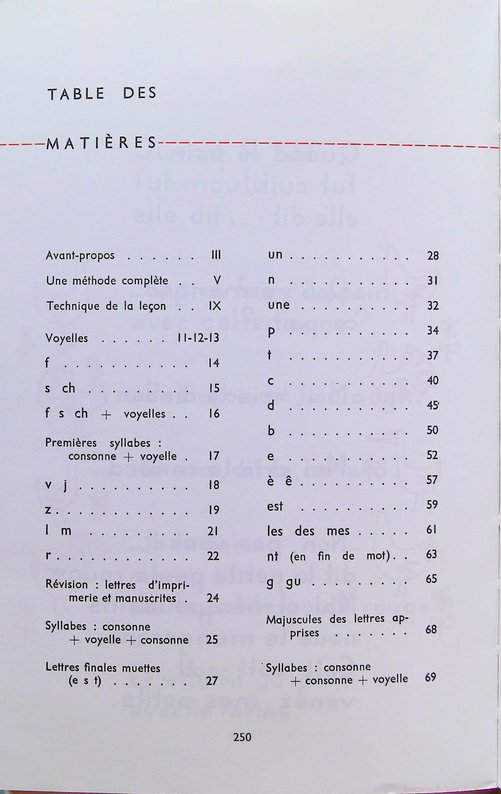 TABLE DES
MATIÈRES
Avant-propos . . . . . . III
Une méthode complète . . V
Technique de la leçon . . IX
Voyelles . . . . . . 11-12-13
f . . . . . . . . . . . 14
s ch . . . . . . . . . . 15
f s ch + voyelles . . 16
Premières syllabes :
consonne + voyelle . 17
v j . . . . . . . . . . . 18
z . . . . . . . . . . . . 19
l m . . . . . . . . . . . 21
r . . . . . . . . . . . . 22
Révision : lettres d'impri-
merie et manuscrites . . 24
Syllabes : consonne
+ voyelle + consonne 25
Lettres finales muettes
(e s t) . . . . . . . . 27
un . . . . . . . . . . . 28
n . . . . . . . . . . . 31
une . . . . . . . . . . . 32
p . . . . . . . . . . . 34
t . . . . . . . . . . . 37
c . . . . . . . . . . . 40
d . . . . . . . . . . . 45
b . . . . . . . . . . . 50
e . . . . . . . . . . . 52
è ê . . . . . . . . . . 57
est . . . . . . . . . . 59
les des mes . . . . . 61
nt (en fin de mot) . . 63
g gu . . . . . . . . . 65
Majuscules des lettres ap-
prises . . . . . . . 68
Syllabes : consonne
+ consonne + voyelle 69
250